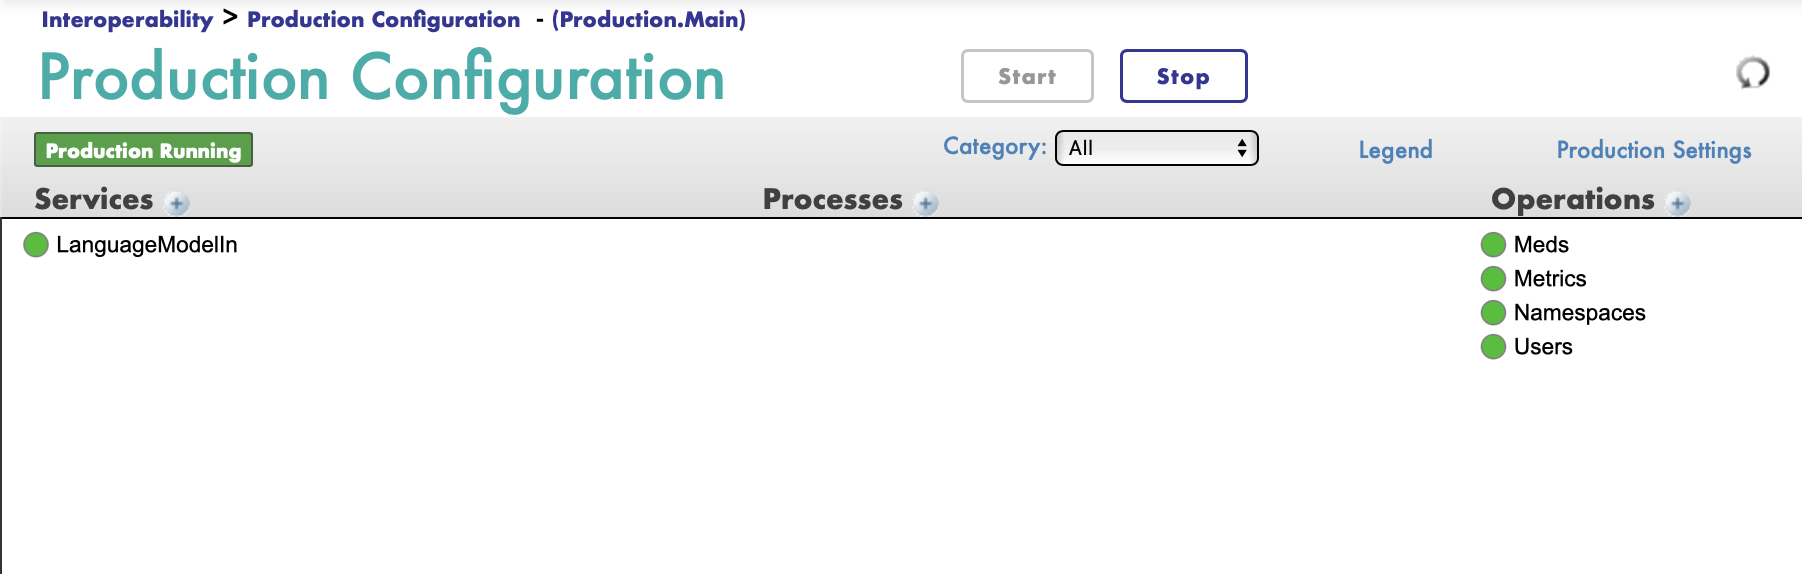 Interoperability > Production Configuration - (Production.Main)
Production Configuration
Start
Stop
Production Running
Category: All
Legend
Production Settings
Services +
Processes +
Operations +
LanguageModelIn
Meds
Metrics
Namespaces
Users